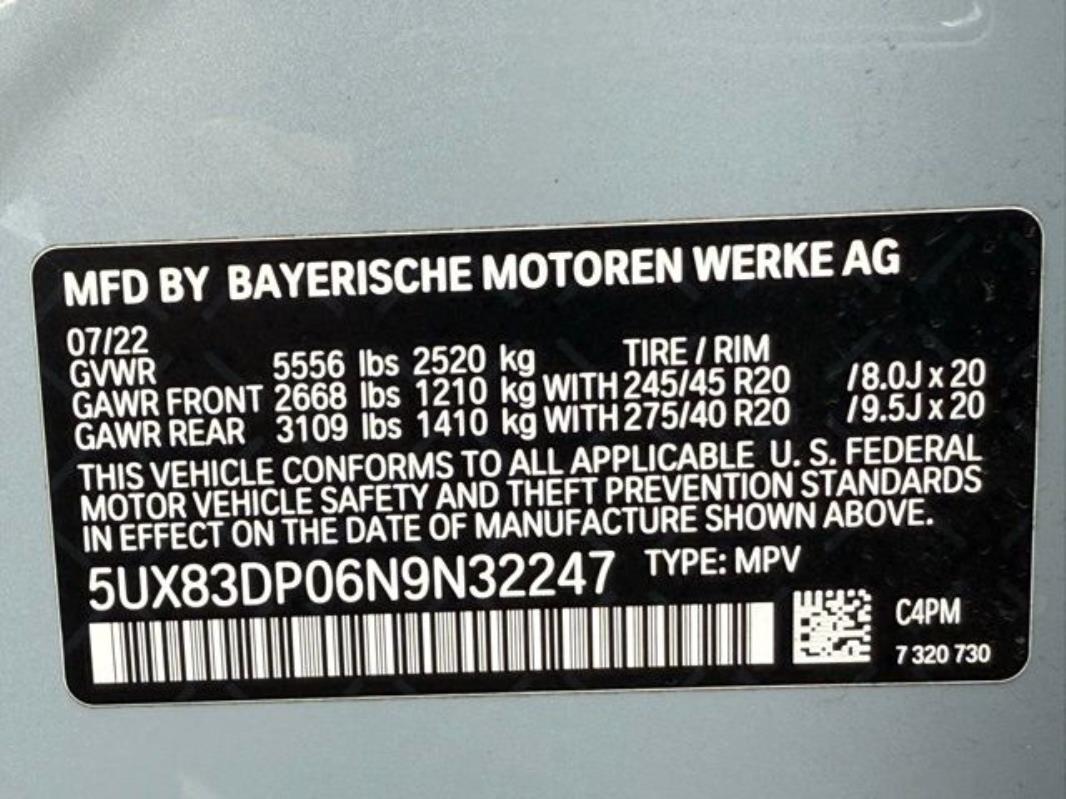 MFD BY BAYERISCHE MOTOREN WERKE AG
07/22 TIRE / RIM
GVWR 5556 lbs 2520 kg
GAWR FRONT 2668 lbs 1210 kg WITH 245/45 R20 /8.0J x 20
GAWR REAR 3109 lbs 1410 kg WITH 275/40 R20 /9.5J x 20
THIS VEHICLE CONFORMS TO ALL APPLICABLE U. S. FEDERAL
MOTOR VEHICLE SAFETY AND THEFT PREVENTION STANDARDS
IN EFFECT ON THE DATE OF MANUFACTURE SHOWN ABOVE.
5UX83DP06N9N32247 TYPE: MPV
C4PM
7 320 730